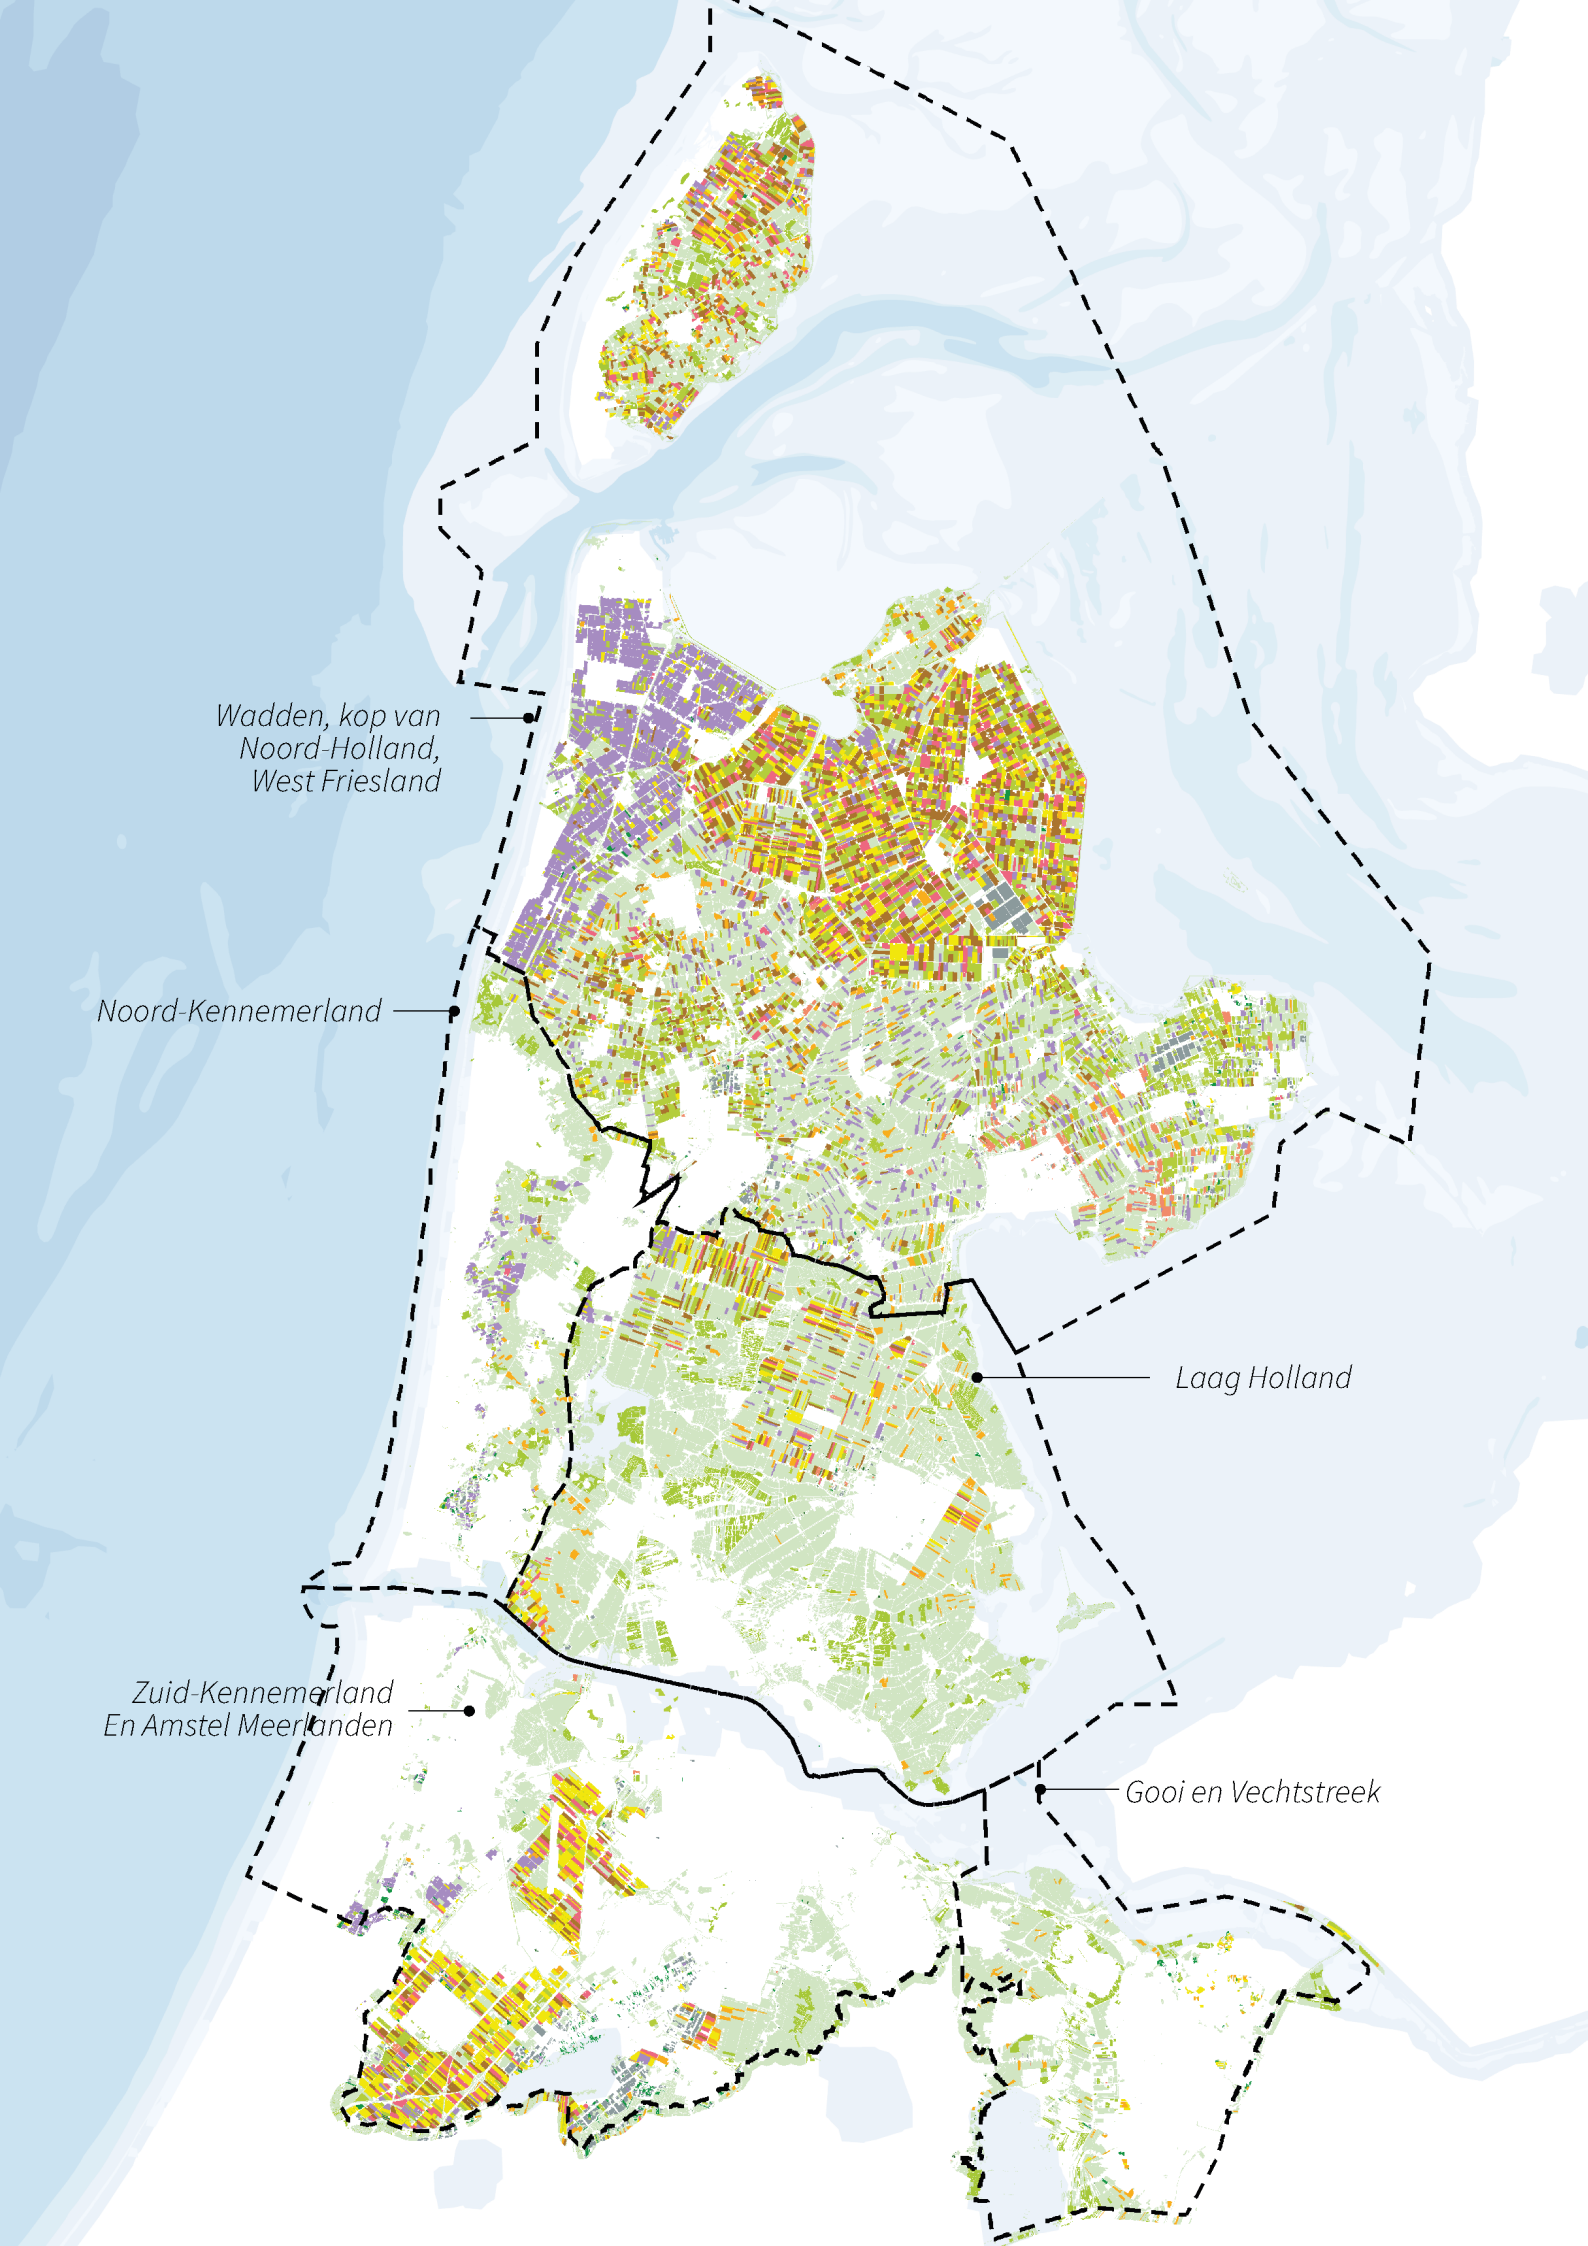 Wadden, kop van
Noord-Holland,
West Friesland
Noord-Kennemerland
Laag Holland
Zuid-Kennemerland
En Amstel Meerlanden
Gooi en Vechtstreek